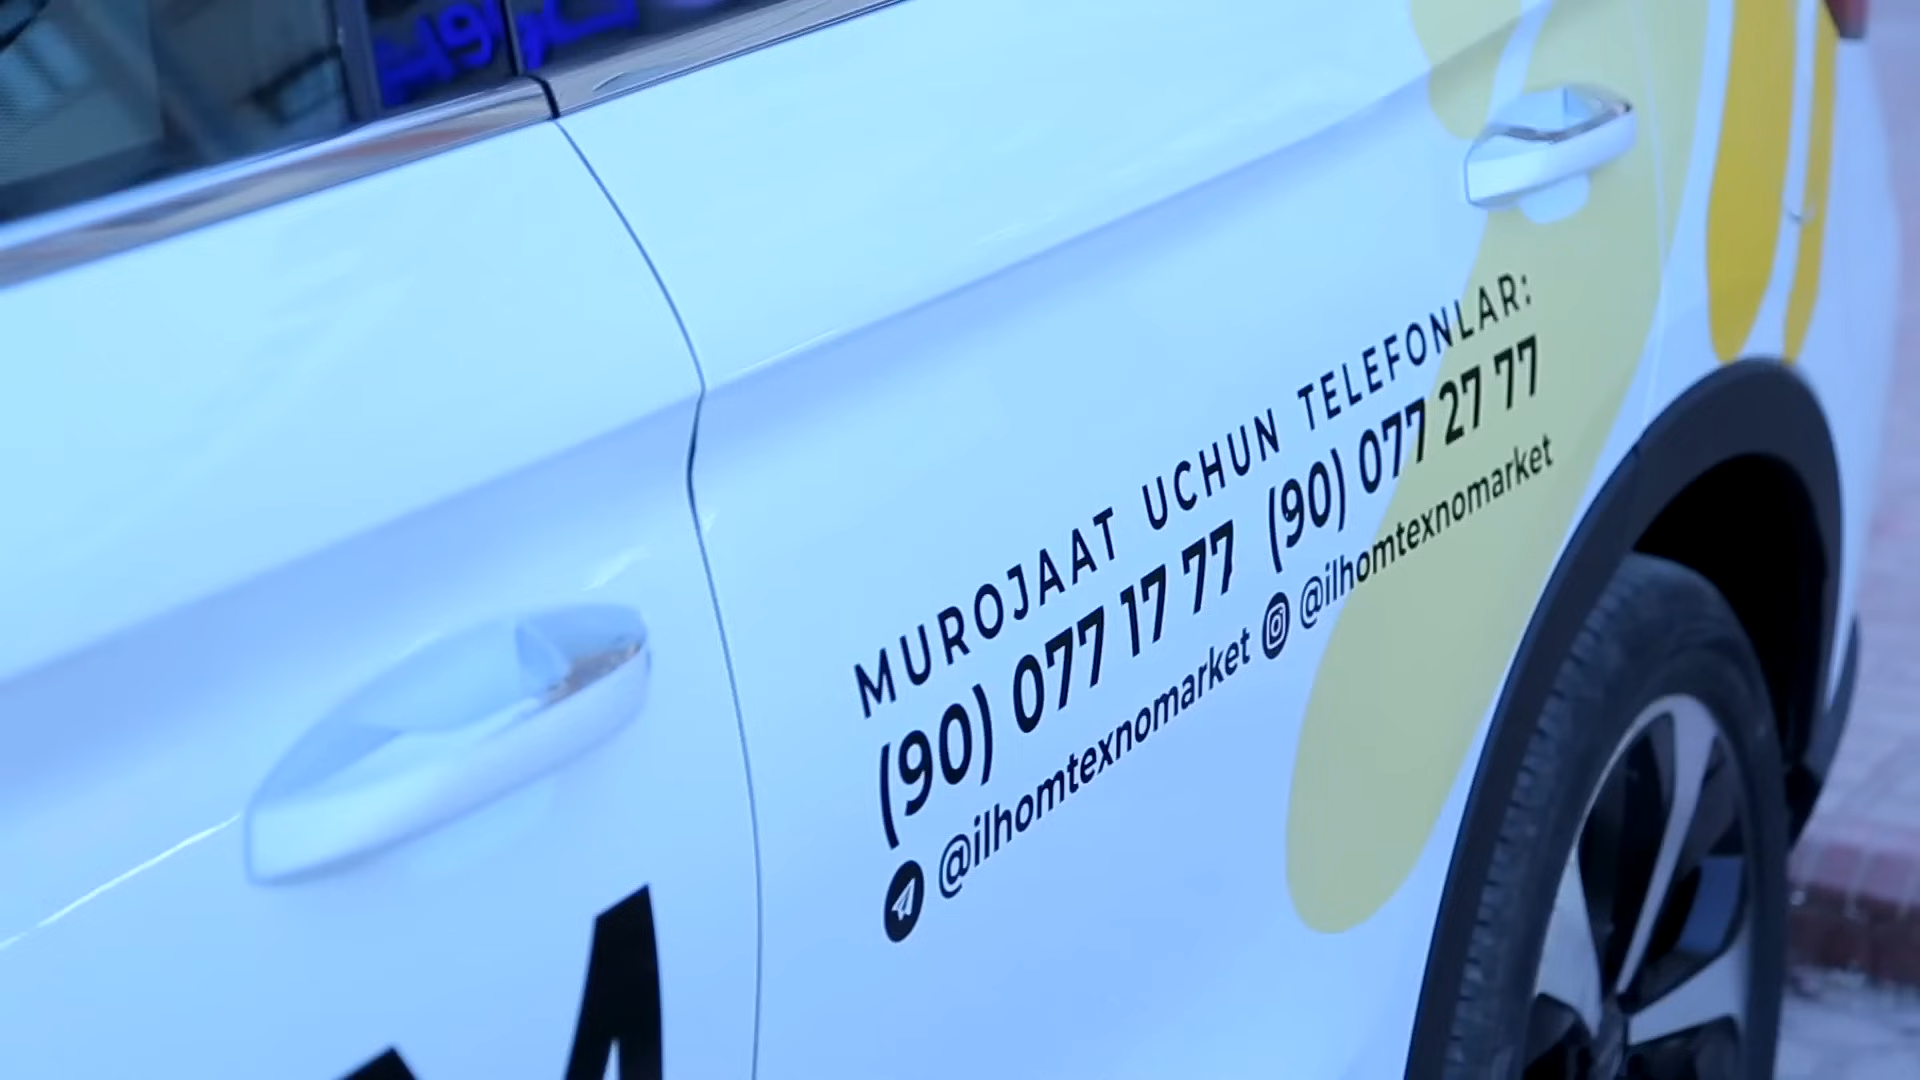 MUROJAAT UCHUN TELEFONLAR:
(90) 077 17 77 (90) 077 27 77
@ilhomtexnomarket @ilhomtexnomarket